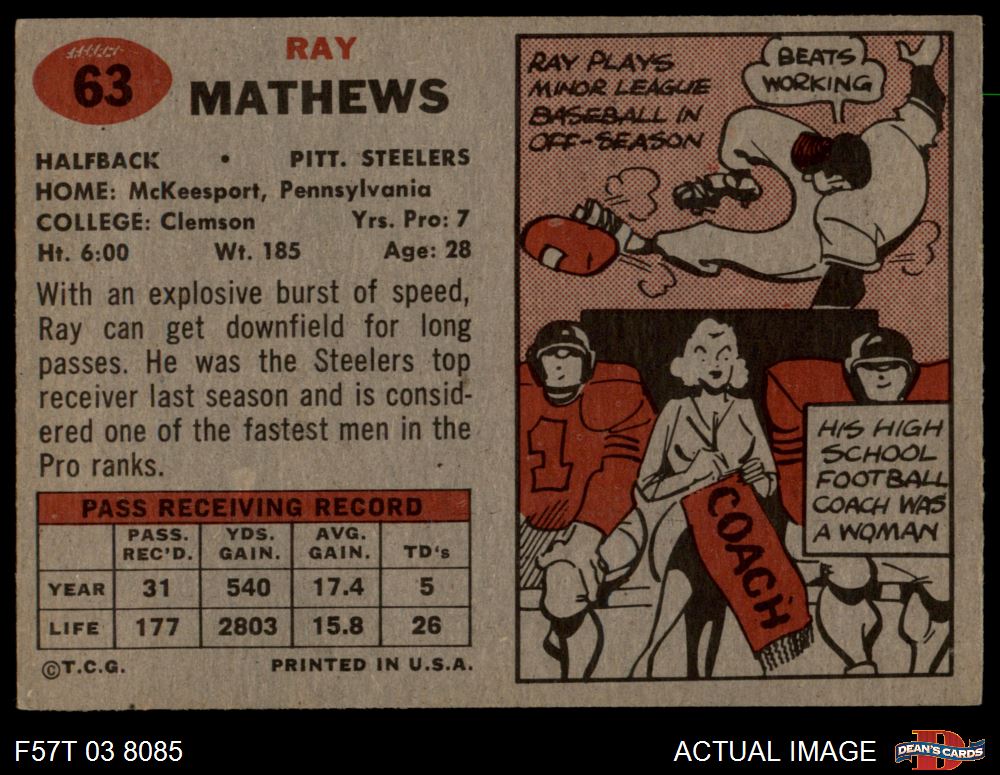 63
RAY
MATHEWS
HALFBACK • PITT. STEELERS
HOME: McKeesport, Pennsylvania
COLLEGE: Clemson Yrs. Pro: 7
Ht. 6:00 Wt. 185 Age: 28
With an explosive burst of speed,
Ray can get downfield for long
passes. He was the Steelers top
receiver last season and is consid-
ered one of the fastest men in the
Pro ranks.
PASS RECEIVING RECORD
PASS. REC'D. YDS. GAIN. AVG. GAIN. TD's
YEAR 31 540 17.4 5
LIFE 177 2803 15.8 26
©T.C.G. PRINTED IN U.S.A.
RAY PLAYS
MINOR LEAGUE
BASEBALL IN
OFF-SEASON
BEATS
WORKING
1
COACH
HIS HIGH
SCHOOL
FOOTBALL
COACH WAS
A WOMAN
F57T 03 8085
ACTUAL IMAGE
D
DEAN'S CARDS